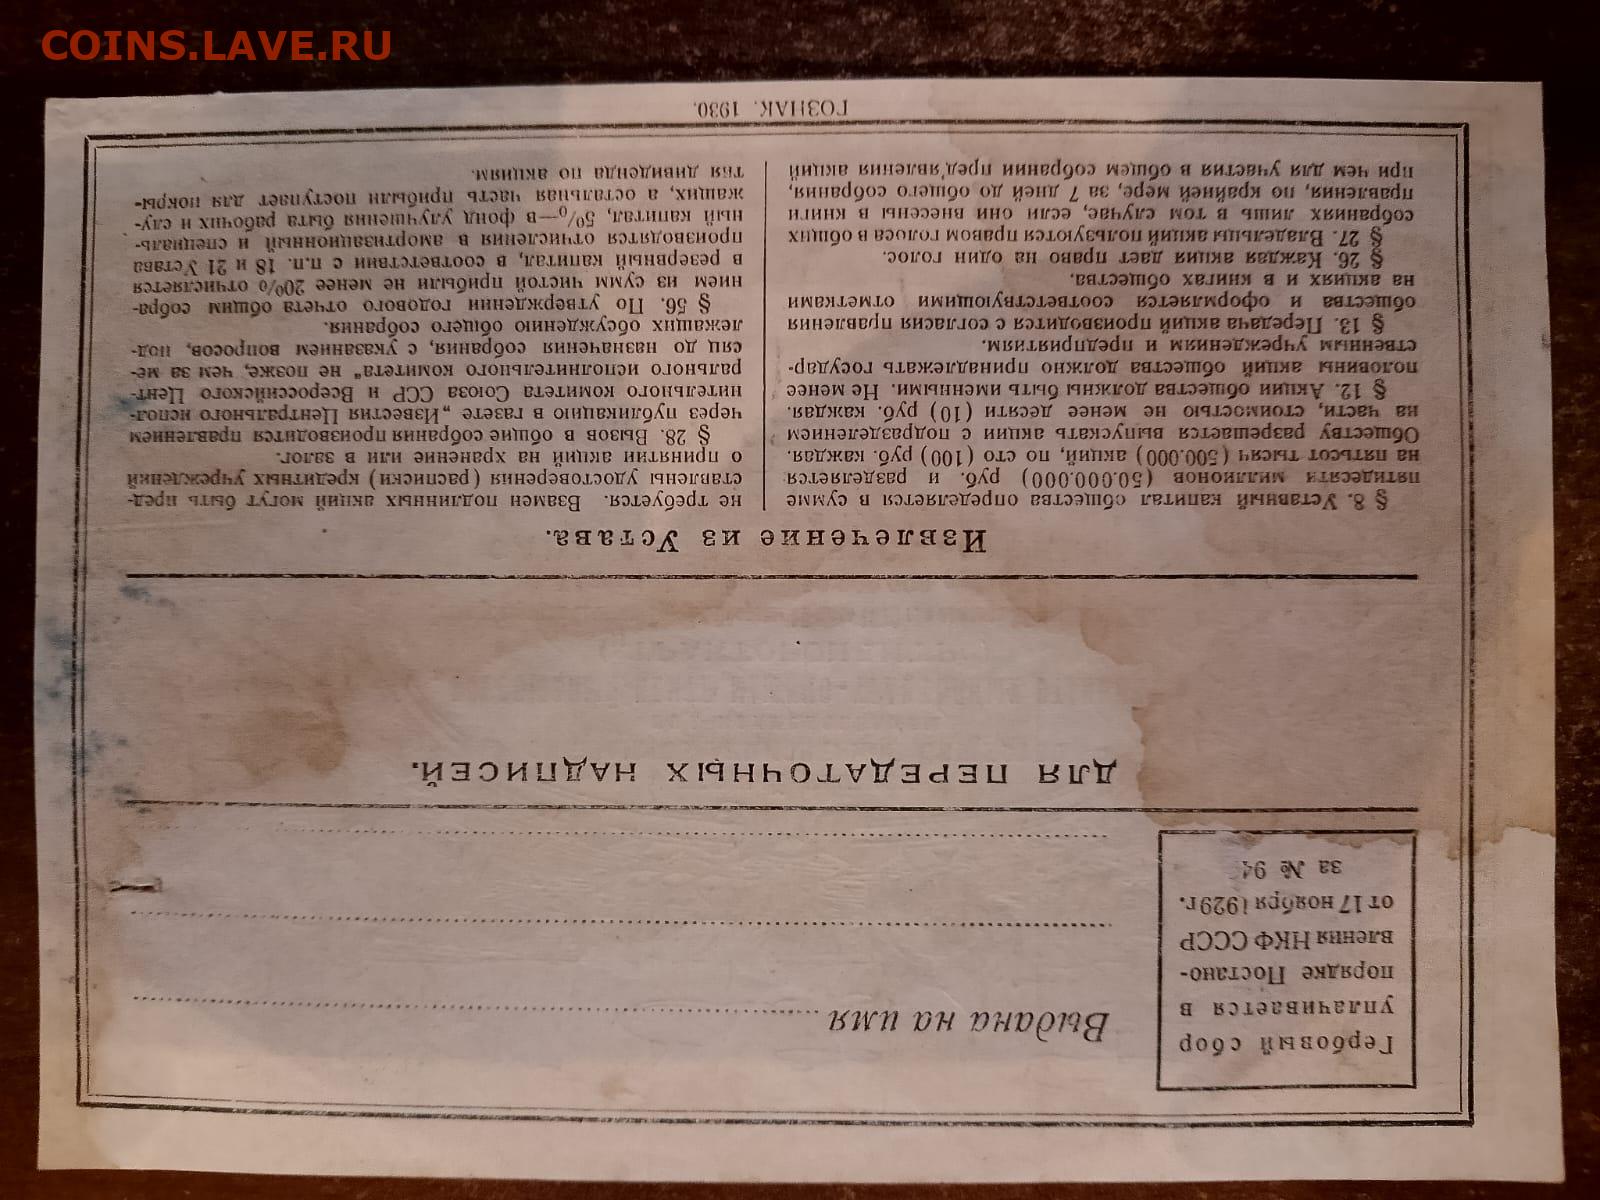 COINS.LAVE.RU
Гербовый сбор
уплачивается в
порядке Постано-
вления НКФ СССР
от 17 ноября 1929г.
за № 94
Выдана на имя
ДЛЯ ПЕРЕДАТОЧНЫХ НАДПИСЕЙ.
Извлечение из Устава.
§ 8. Уставный капитал общества определяется в сумме
пятидесяти миллионов (50.000.000) руб. и разделяется
на пятьсот тысяч (500.000) акций, по сто (100) руб. каждая.
Обществу разрешается выпускать акции с подразделением
на части, стоимостью не менее десяти (10) руб. каждая.
§ 12. Акции общества должны быть именными. Не менее
половины акций общества должно принадлежать государ-
ственным учреждениям и предприятиям.
§ 13. Передача акций производится с согласия правления
общества и оформляется соответствующими отметками
на акциях и в книгах общества.
§ 26. Каждая акция дает право на один голос.
§ 27. Владельцы акций пользуются правом голоса в общих
собраниях лишь в том случае, если они внесены в книги
правления, по крайней мере, за 7 дней до общего собрания,
при чем для участия в общем собрании пред'явления акций
не требуется. Взамен подлинных акций могут быть пред-
ставлены удостоверения (расписки) кредитных учреждений
о принятии акций на хранение или в залог.
§ 28. Вызов в общие собрания производится правлением
через публикацию в газете „Известия Центрального испол-
нительного комитета Союза ССР и Всероссийского Цент-
рального исполнительного комитета" не позже, чем за ме-
сяц до назначения собрания, с указанием вопросов, под-
лежащих обсуждению общего собрания.
§ 56. По утверждении годового отчета общим собра-
нием из сумм чистой прибыли не менее 20% отчисляется
в резервный капитал, в соответствии с п.п. 18 и 21 Устава
производятся отчисления в амортизационный и специаль-
ный капитал, 5%—в фонд улучшения быта рабочих и слу-
жащих, а остальная часть прибыли поступает для покры-
тия дивиденда по акциям.
ГОЗНАК. 1930.